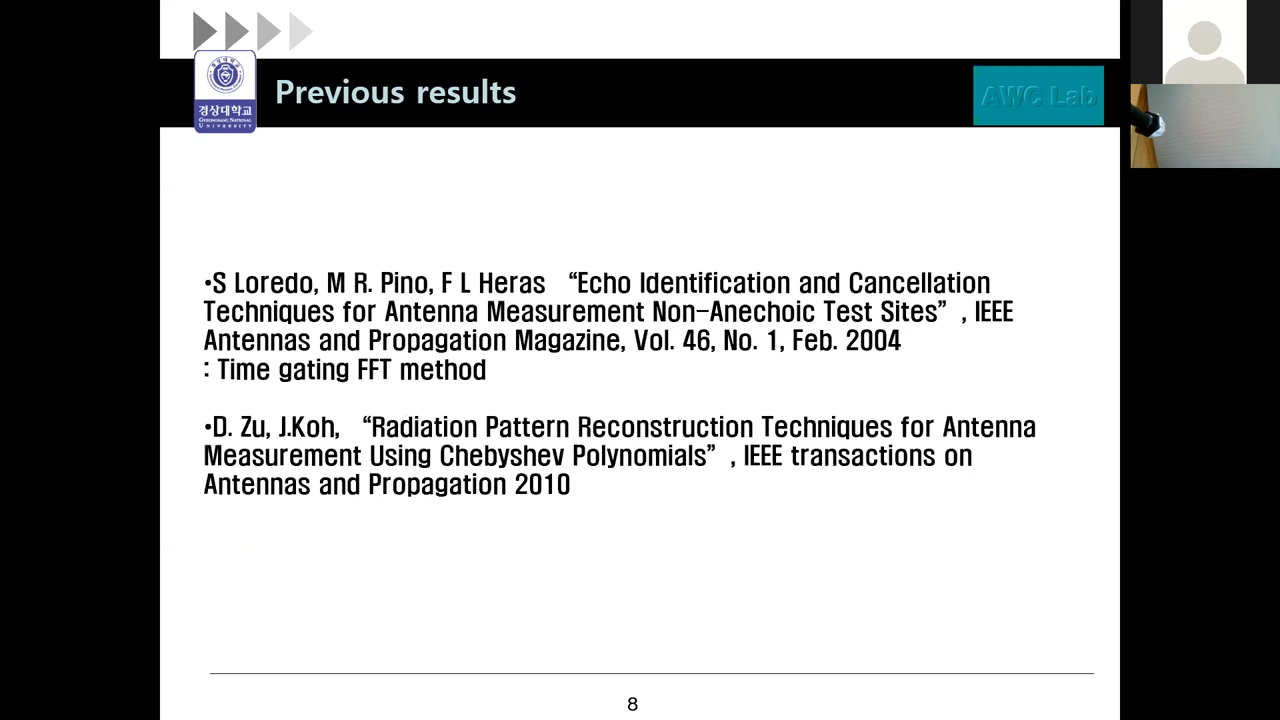 Previous results
AWC Lab
경상대학교
GYEONGSANG NATIONAL
UNIVERSITY
•S Loredo, M R. Pino, F L Heras “Echo Identification and Cancellation
Techniques for Antenna Measurement Non-Anechoic Test Sites” , IEEE
Antennas and Propagation Magazine, Vol. 46, No. 1, Feb. 2004
: Time gating FFT method
•D. Zu, J.Koh, “Radiation Pattern Reconstruction Techniques for Antenna
Measurement Using Chebyshev Polynomials” , IEEE transactions on
Antennas and Propagation 2010
8